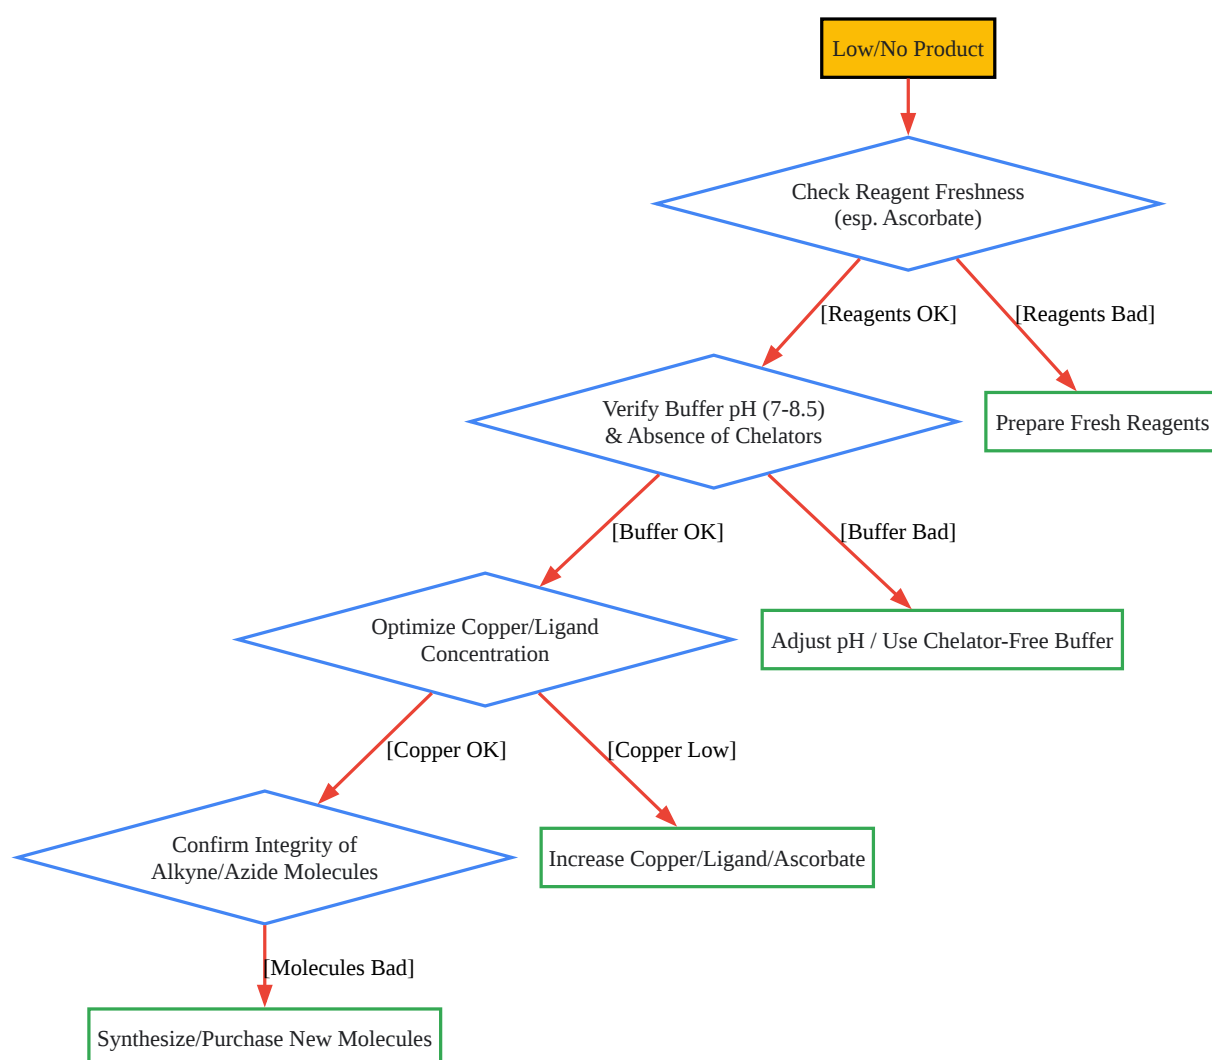 Low/No Product
Check Reagent Freshness
(esp. Ascorbate)
[Reagents OK]
[Reagents Bad]
Verify Buffer pH (7-8.5)
& Absence of Chelators
Prepare Fresh Reagents
[Buffer OK]
[Buffer Bad]
Optimize Copper/Ligand
Concentration
Adjust pH / Use Chelator-Free Buffer
[Copper OK]
[Copper Low]
Confirm Integrity of
Alkyne/Azide Molecules
Increase Copper/Ligand/Ascorbate
[Molecules Bad]
Synthesize/Purchase New Molecules